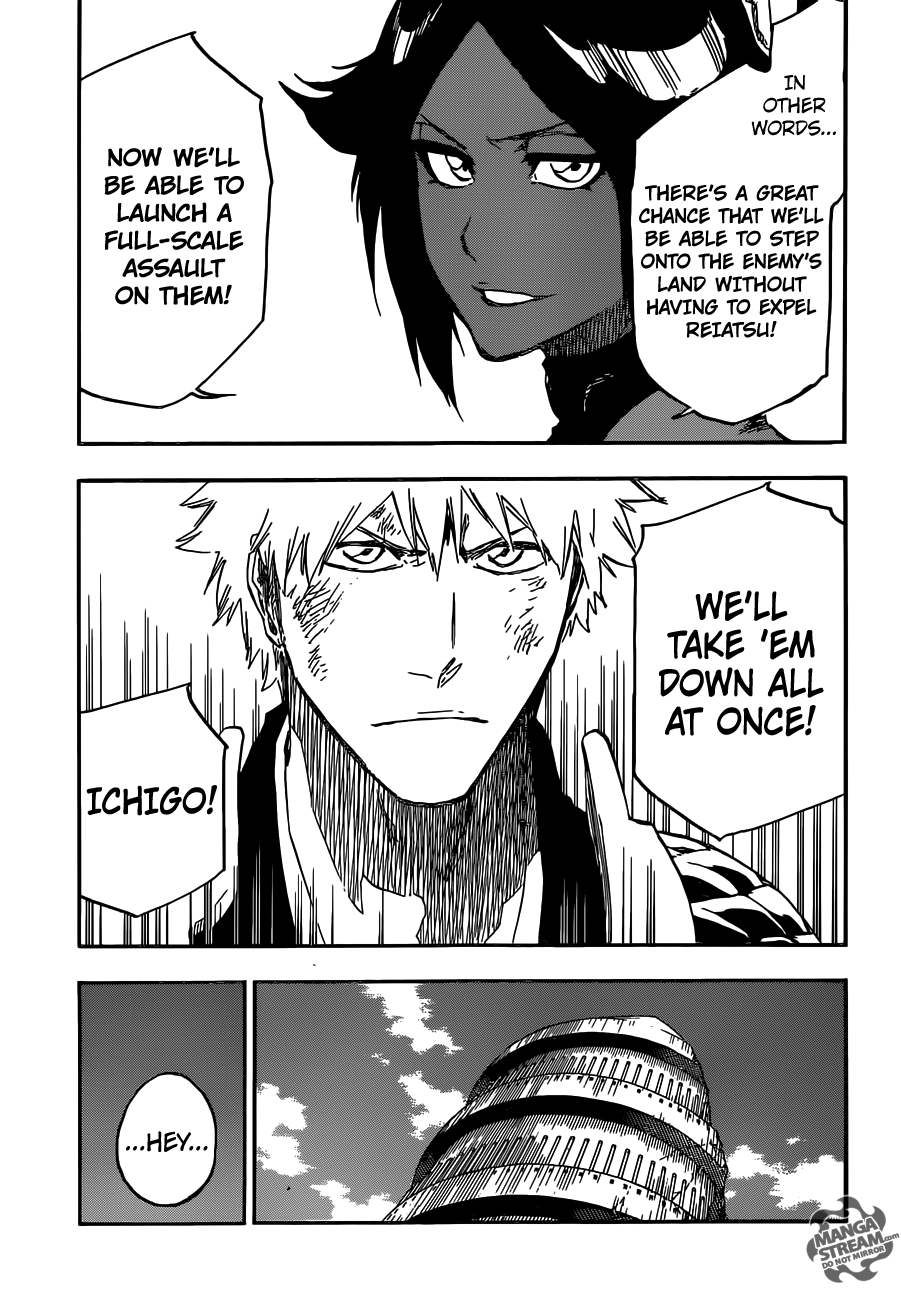 IN
OTHER
WORDS...
THERE'S A GREAT
CHANCE THAT WE'LL
BE ABLE TO STEP
ONTO THE ENEMY'S
LAND WITHOUT
HAVING TO EXPEL
REIATSU!
NOW WE'LL
BE ABLE TO
LAUNCH A
FULL-SCALE
ASSAULT
ON THEM!
WE'LL
TAKE 'EM
DOWN ALL
AT ONCE!
ICHIGO!
...HEY...
MANGA
STREAM.com
DO NOT MIRROR